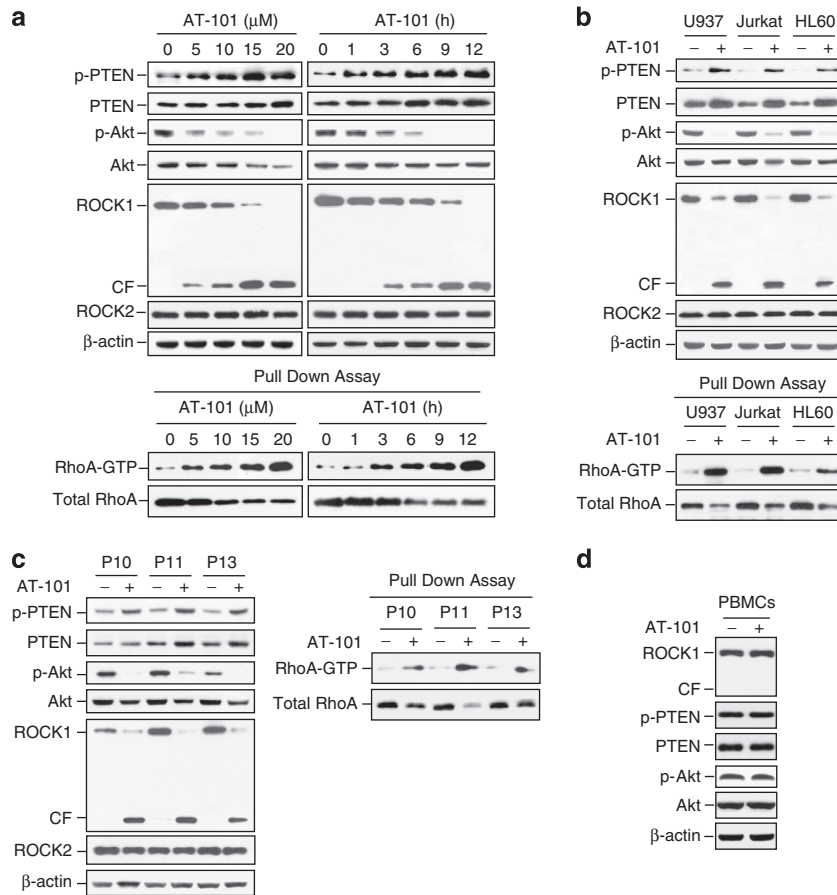 a
AT-101 (μM) AT-101 (h)
0 5 10 15 20 0 1 3 6 9 12
p-PTEN
PTEN
p-Akt
Akt
ROCK1
CF
ROCK2
β-actin
Pull Down Assay
AT-101 (μM) AT-101 (h)
0 5 10 15 20 0 1 3 6 9 12
RhoA-GTP
Total RhoA
b
U937 Jurkat HL60
AT-101 – + – + – +
p-PTEN
PTEN
p-Akt
Akt
ROCK1
CF
ROCK2
β-actin
Pull Down Assay
U937 Jurkat HL60
AT-101 – + – + – +
RhoA-GTP
Total RhoA
c
P10 P11 P13
AT-101 – + – + – +
p-PTEN
PTEN
p-Akt
Akt
ROCK1
CF
ROCK2
β-actin
Pull Down Assay
P10 P11 P13
AT-101 – + – + – +
RhoA-GTP
Total RhoA
d
PBMCs
AT-101 – +
ROCK1
CF
p-PTEN
PTEN
p-Akt
Akt
β-actin